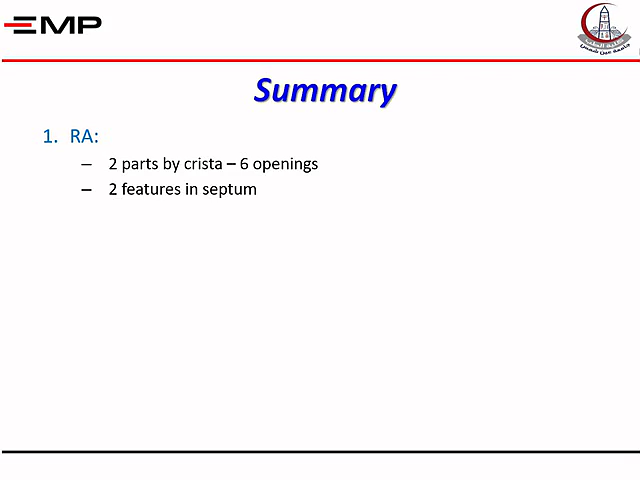 EMP
Summary
1. RA:
– 2 parts by crista – 6 openings
– 2 features in septum